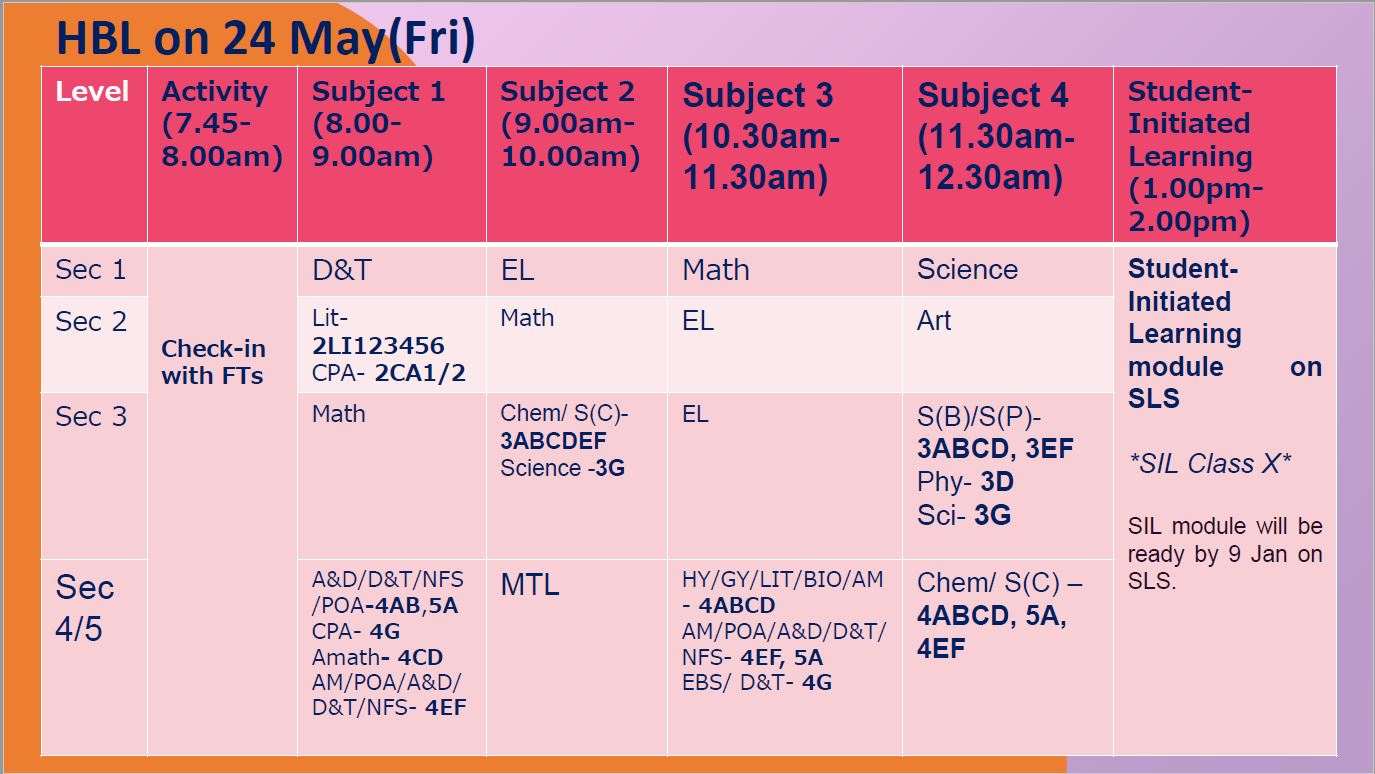 HBL on 24 May(Fri)
Level
Activity
(7.45-
8.00am)
Subject 1
(8.00-
9.00am)
Subject 2
(9.00am-
10.00am)
Subject 3
(10.30am-
11.30am)
Subject 4
(11.30am-
12.30am)
Student-
Initiated
Learning
(1.00pm-
2.00pm)
Sec 1
Check-in
with FTs
D&T
EL
Math
Science
Student-
Initiated
Learning
module on
SLS
*SIL Class X*
SIL module will be
ready by 9 Jan on
SLS.
Sec 2
Lit-
2LI123456
CPA- 2CA1/2
Math
EL
Art
Sec 3
Math
Chem/ S(C)-
3ABCDEF
Science -3G
EL
S(B)/S(P)-
3ABCD, 3EF
Phy- 3D
Sci- 3G
Sec
4/5
A&D/D&T/NFS
/POA-4AB,5A
CPA- 4G
Amath- 4CD
AM/POA/A&D/
D&T/NFS- 4EF
MTL
HY/GY/LIT/BIO/AM
- 4ABCD
AM/POA/A&D/D&T/
NFS- 4EF, 5A
EBS/ D&T- 4G
Chem/ S(C) –
4ABCD, 5A,
4EF